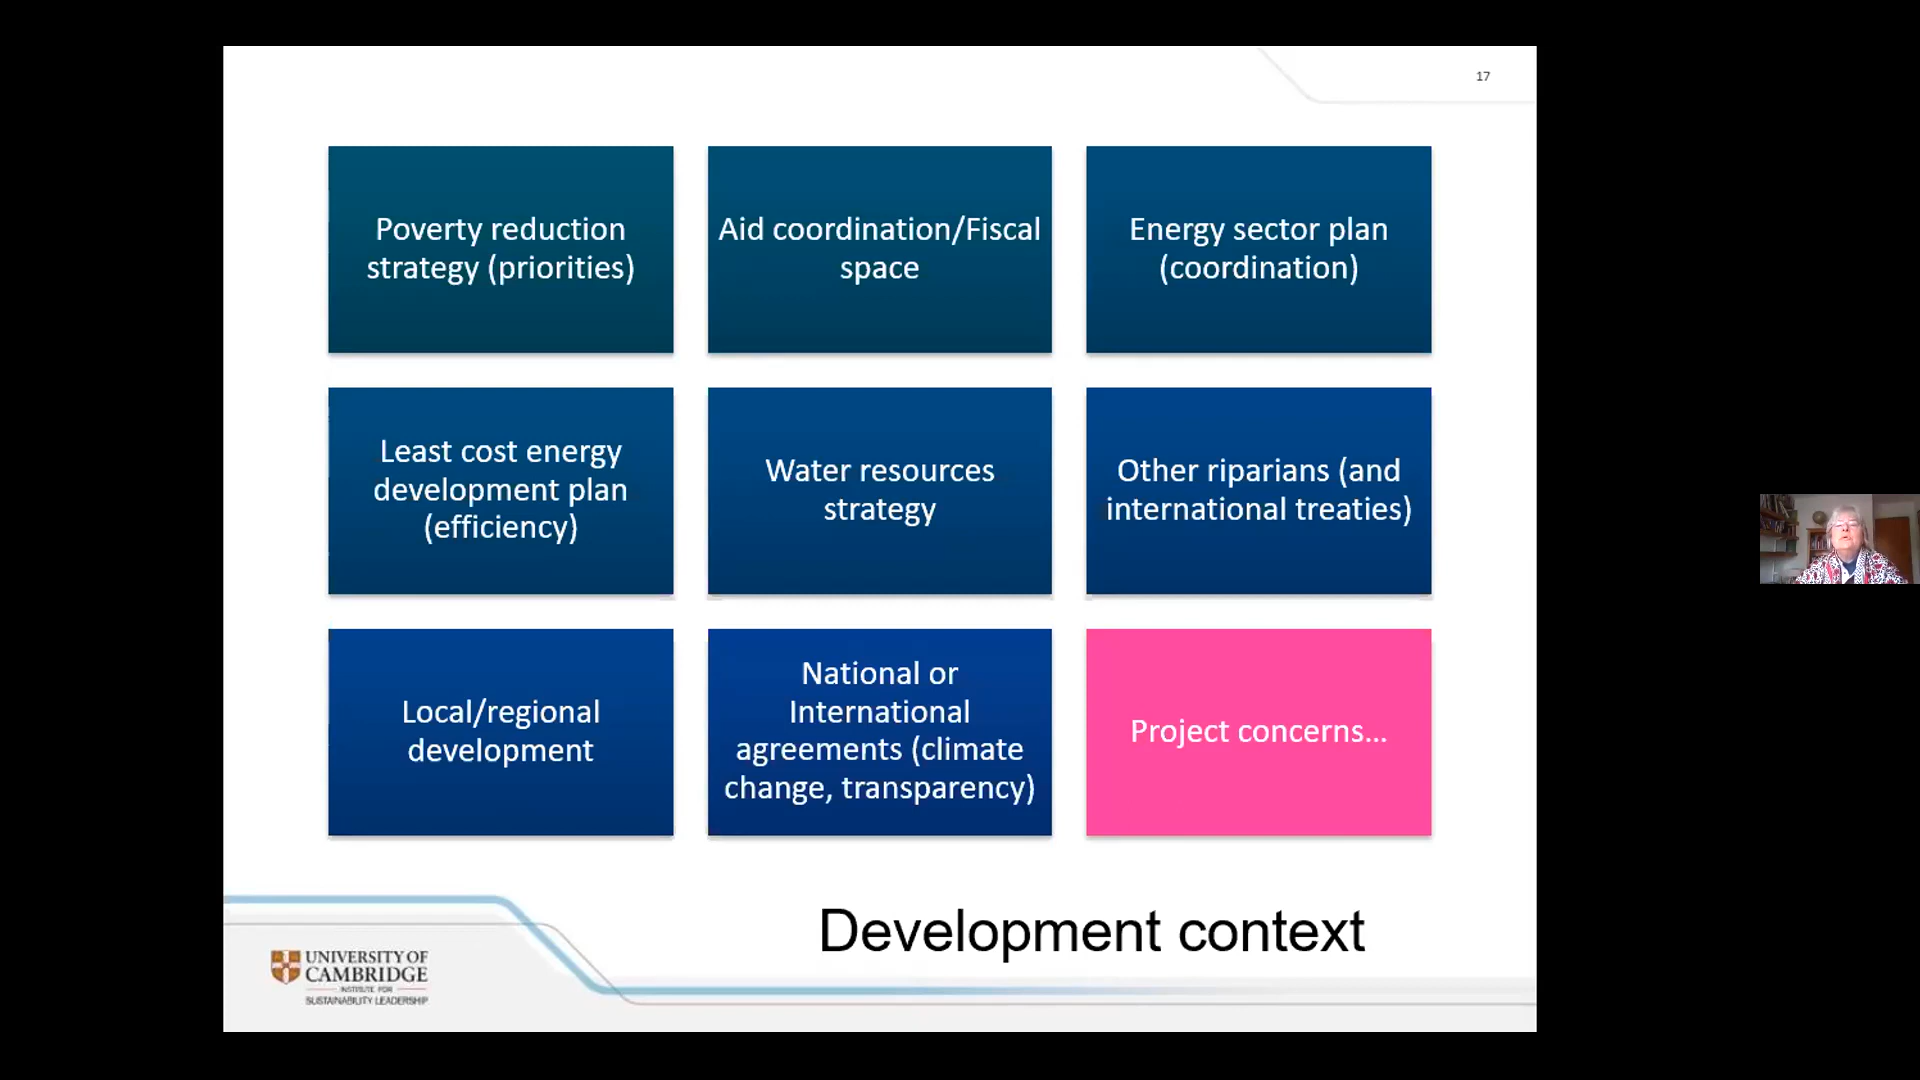 17
Poverty reduction
strategy (priorities)
Aid coordination/Fiscal
space
Energy sector plan
(coordination)
Least cost energy
development plan
(efficiency)
Water resources
strategy
Other riparians (and
international treaties)
Local/regional
development
National or
International
agreements (climate
change, transparency)
Project concerns...
Development context
UNIVERSITY OF
CAMBRIDGE
INSTITUTE FOR
SUSTAINABILITY LEADERSHIP